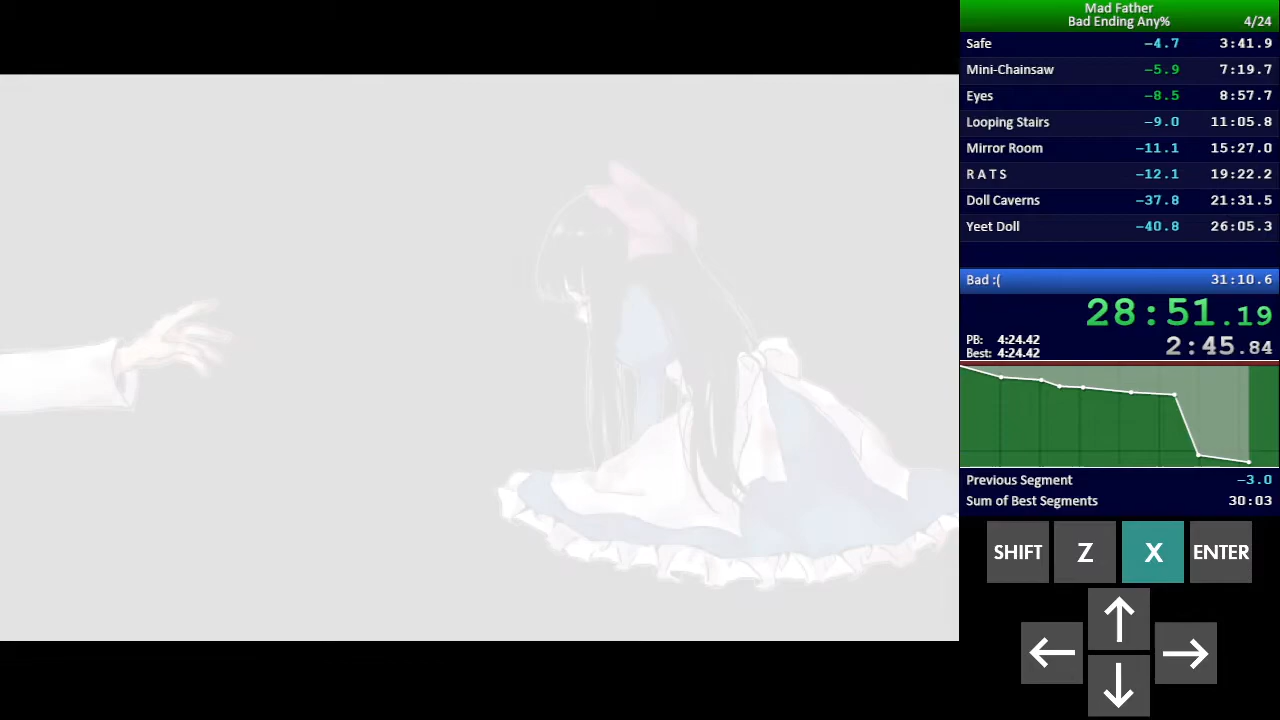 Mad Father
Bad Ending Any% 4/24
Safe -4.7 3:41.9
Mini-Chainsaw -5.9 7:19.7
Eyes -8.5 8:57.7
Looping Stairs -9.0 11:05.8
Mirror Room -11.1 15:27.0
R A T S -12.1 19:22.2
Doll Caverns -37.8 21:31.5
Yeet Doll -40.8 26:05.3
Bad :( 31:10.6
28:51.19
PB: 4:24.42
Best: 4:24.42
2:45.84
Previous Segment -3.0
Sum of Best Segments 30:03
SHIFT Z X ENTER